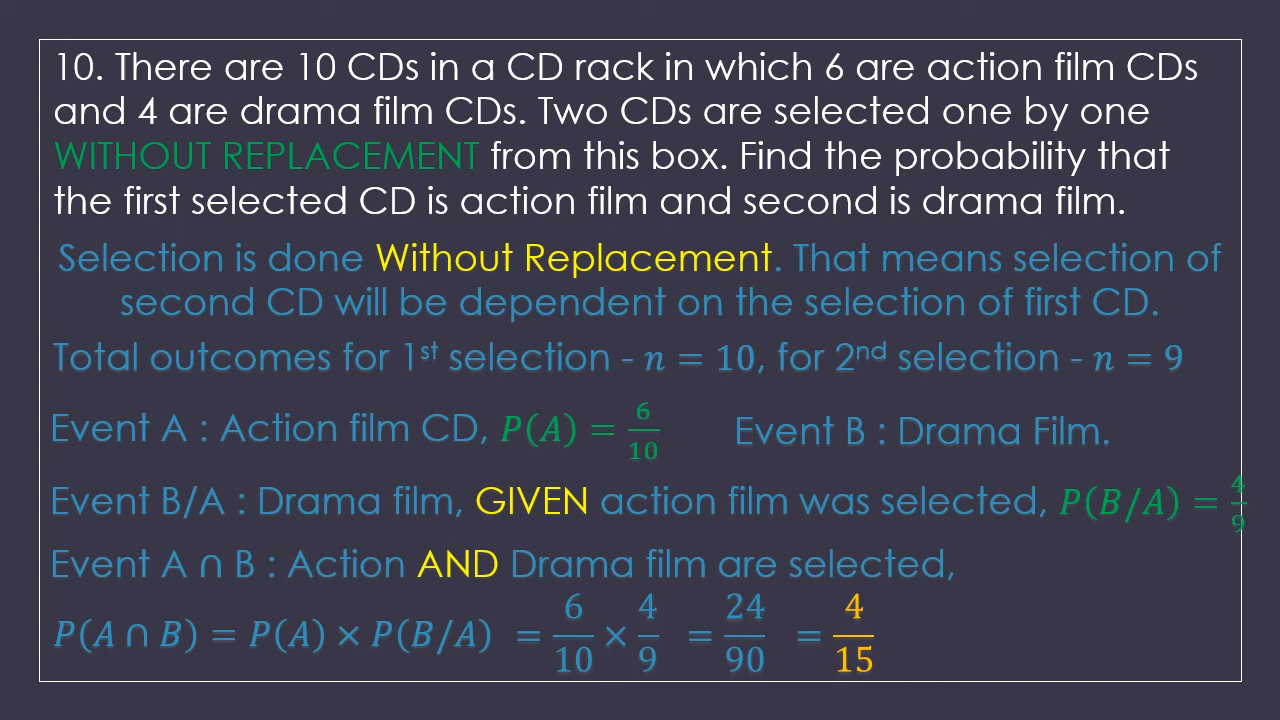 10. There are 10 CDs in a CD rack in which 6 are action film CDs
and 4 are drama film CDs. Two CDs are selected one by one
WITHOUT REPLACEMENT from this box. Find the probability that
the first selected CD is action film and second is drama film.
Selection is done Without Replacement. That means selection of
second CD will be dependent on the selection of first CD.
Total outcomes for 1st selection - n = 10, for 2nd selection - n = 9
Event A : Action film CD, P(A) = 6/10 Event B : Drama Film.
Event B/A : Drama film, GIVEN action film was selected, P(B/A) = 4/9
Event A ∩ B : Action AND Drama film are selected,
P(A ∩ B) = P(A) × P(B/A) = 6/10 × 4/9 = 24/90 = 4/15